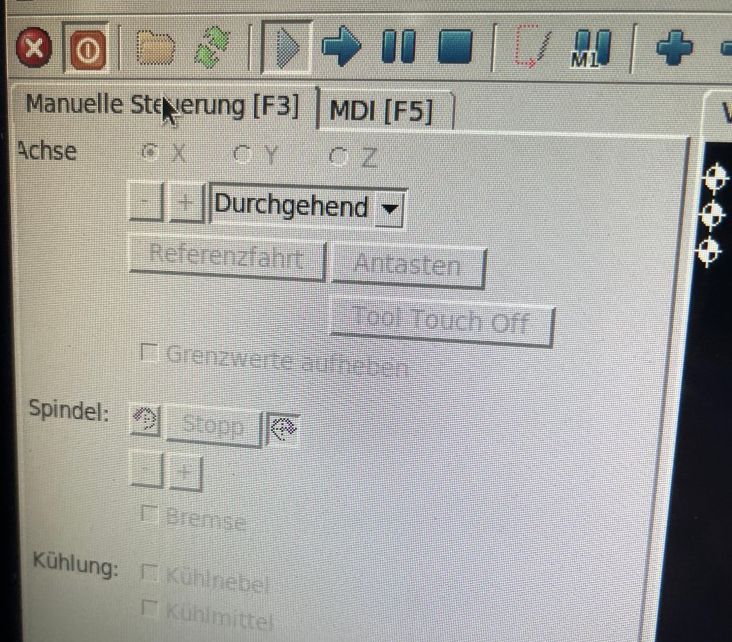 M1
Manuelle Steuerung [F3] MDI [F5]
Achse X Y Z
- + Durchgehend
Referenzfahrt Antasten
Tool Touch Off
Grenzwerte aufheben
Spindel: Stopp
+
Bremse
Kühlung: Kühlnebel
Kühlmittel